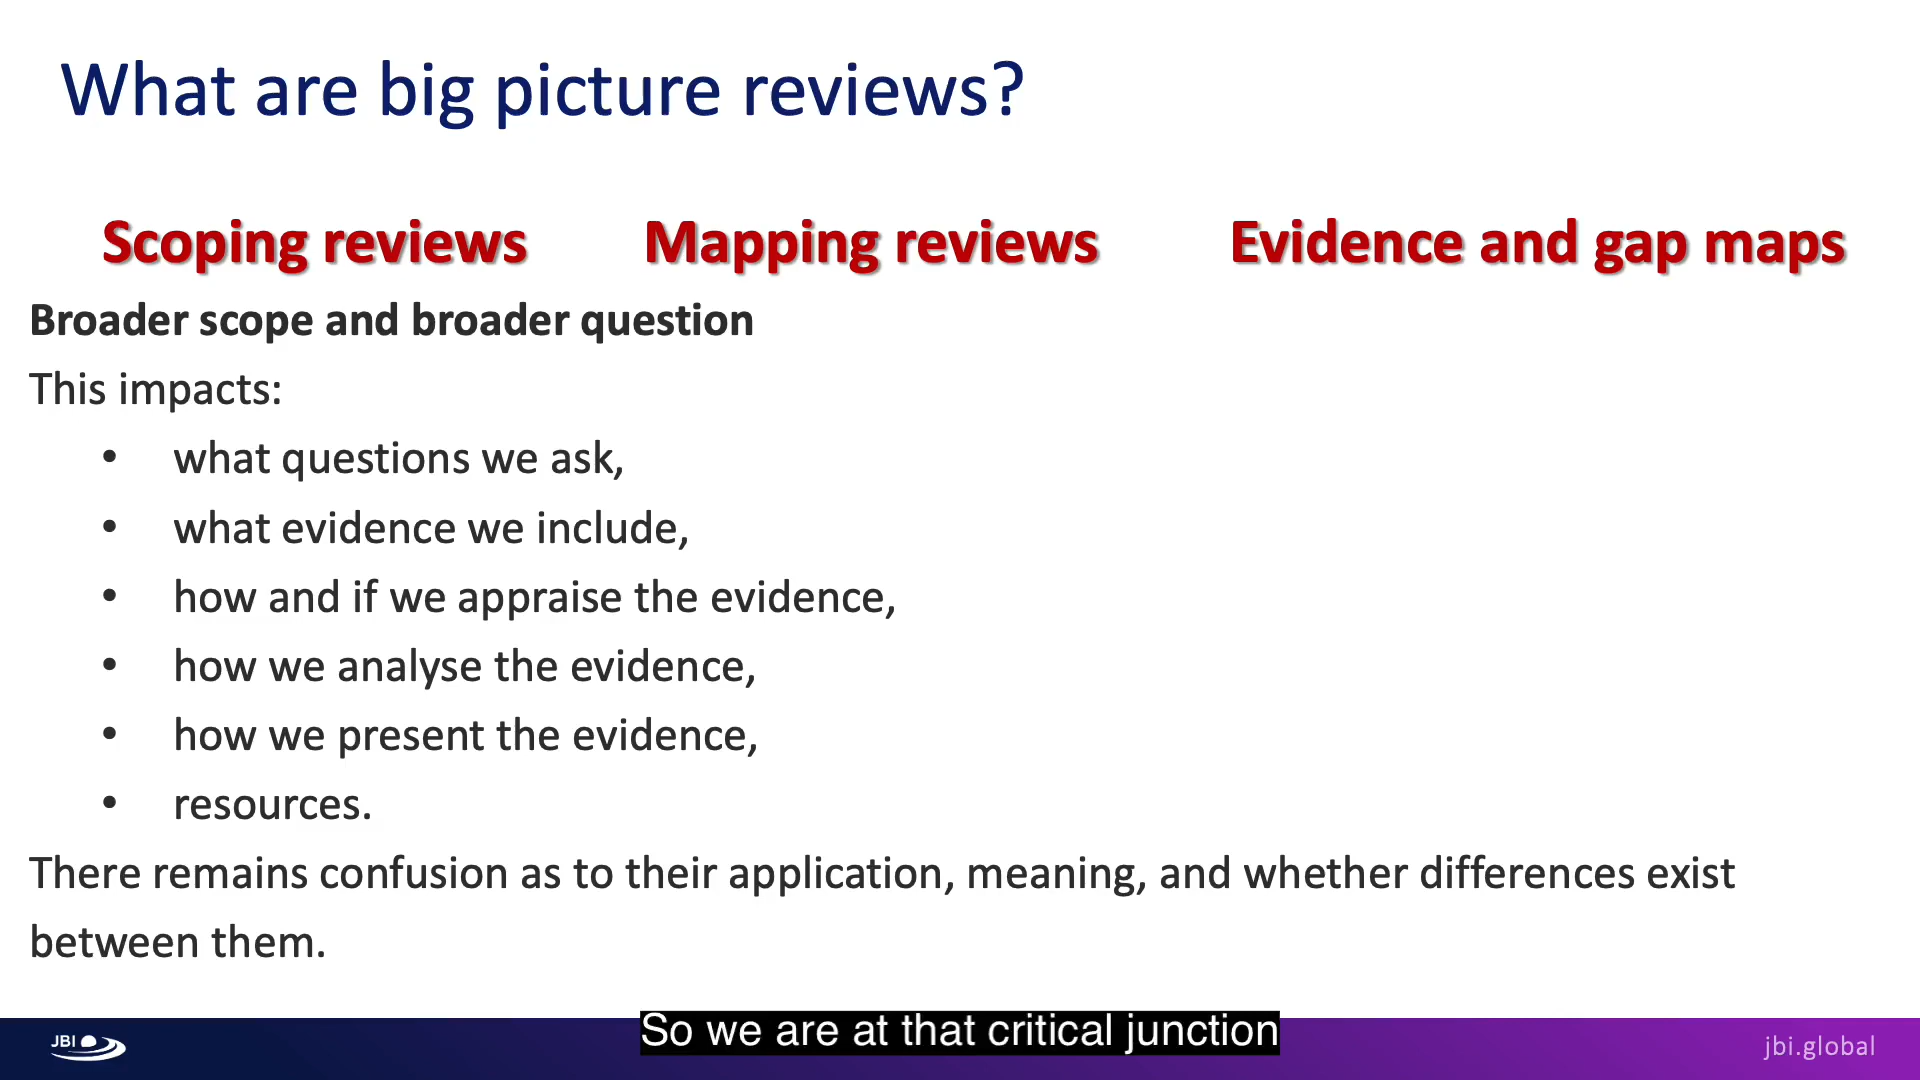 What are big picture reviews?
Scoping reviews Mapping reviews Evidence and gap maps
Broader scope and broader question
This impacts:
• what questions we ask,
• what evidence we include,
• how and if we appraise the evidence,
• how we analyse the evidence,
• how we present the evidence,
• resources.
There remains confusion as to their application, meaning, and whether differences exist
between them.
So we are at that critical junction
JBI
jbi.global